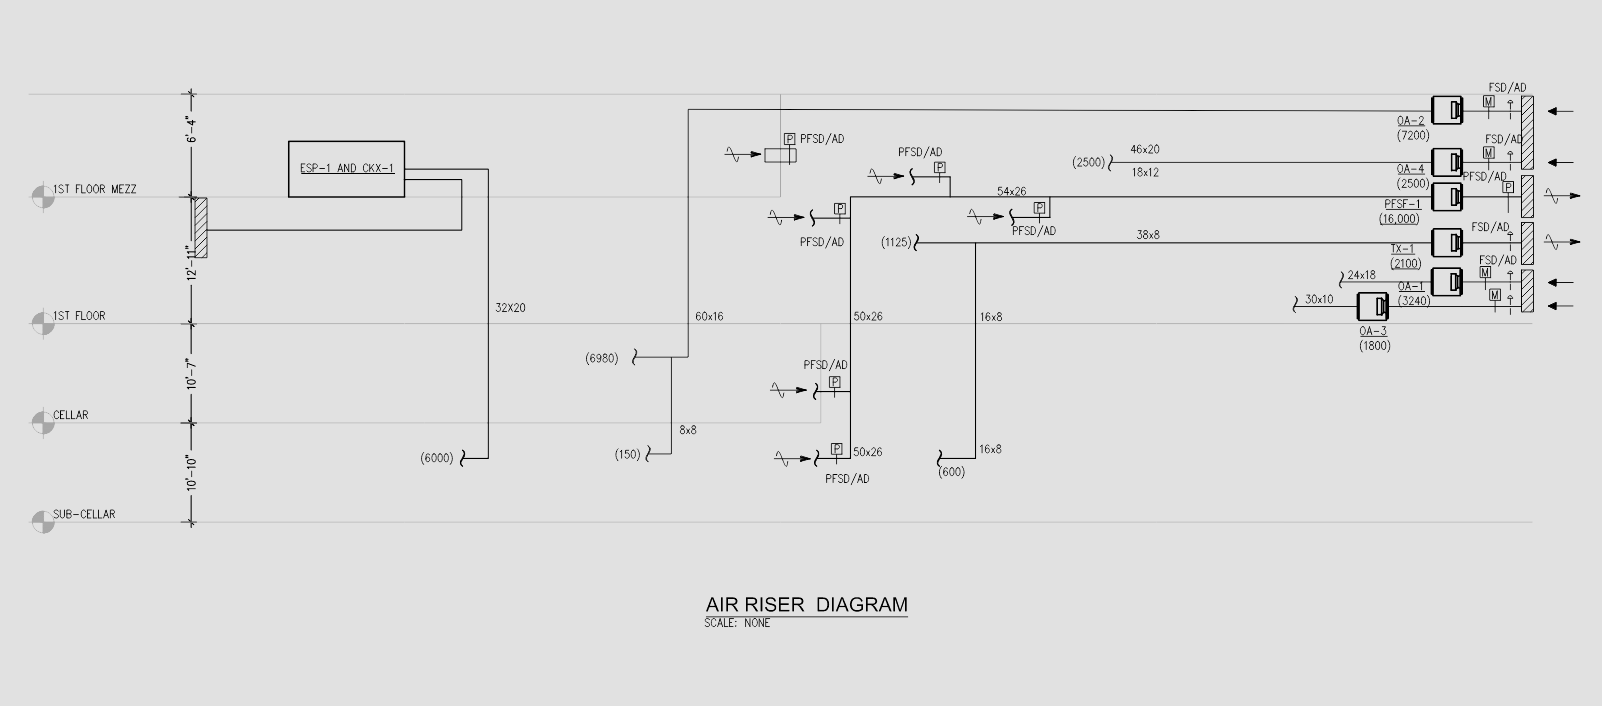 FSD/AD
M
OA-2
(7200)
6'-4"
P PFSD/AD
FSD/AD
M
PFSD/AD
46x20
(2500)
18x12
OA-4
(2500)
P
ESP-1 AND CKX-1
PFSD/AD
P
1ST FLOOR MEZZ
54x26
PFSF-1
(16,000)
P
P
PFSD/AD
PFSD/AD
FSD/AD
38x8
(1125)
TX-1
(2100)
12'-11"
FSD/AD
M
24x18
OA-1
(3240)
M
30x10
32X20
1ST FLOOR
60x16
50x26
16x8
OA-3
(1800)
(6980)
PFSD/AD
P
10'-7"
CELLAR
8x8
(6000)
(150)
P
50x26
16x8
(600)
PFSD/AD
10'-10"
SUB-CELLAR
AIR RISER DIAGRAM
SCALE: NONE